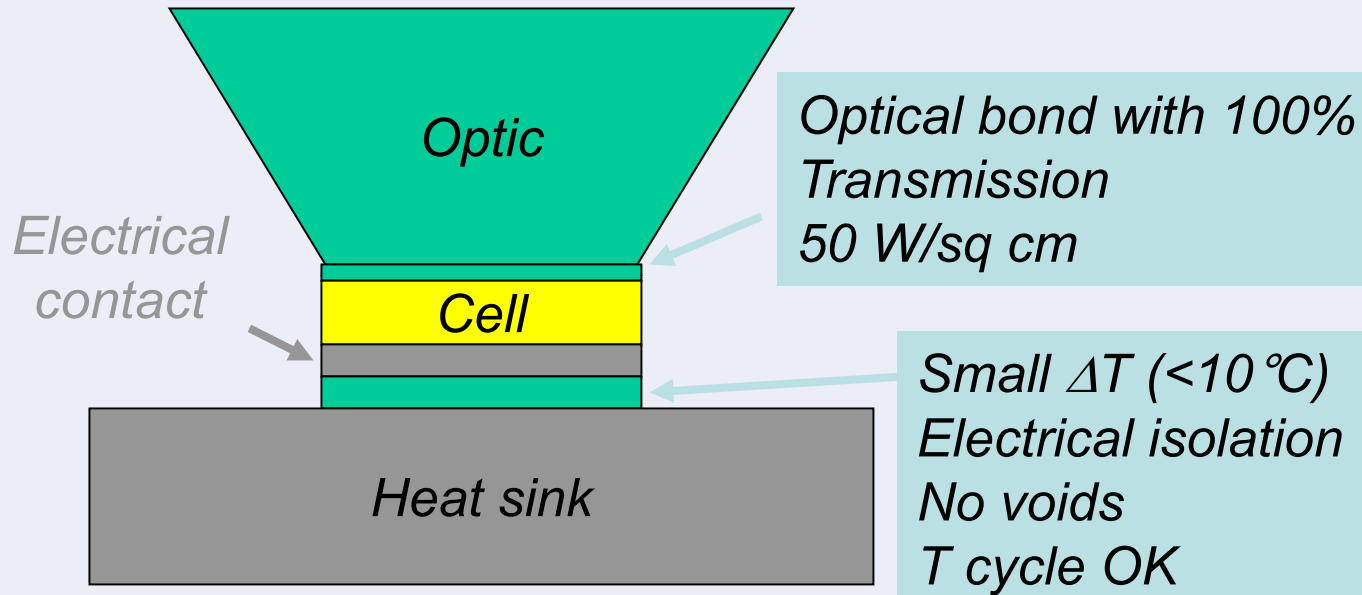 Optic
Optical bond with 100%
Transmission
50 W/sq cm
Electrical
contact
Cell
Small ΔT (<10 °C)
Electrical isolation
No voids
T cycle OK
Heat sink